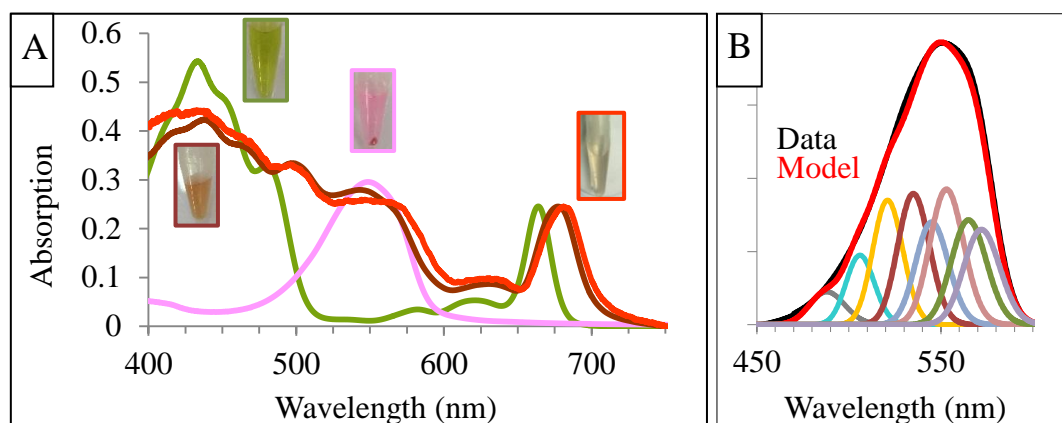 A
0.6
0.5
0.4
0.3
0.2
0.1
0
Absorption
400 500 600 700
Wavelength (nm)
B
Data
Model
450 550
Wavelength (nm)